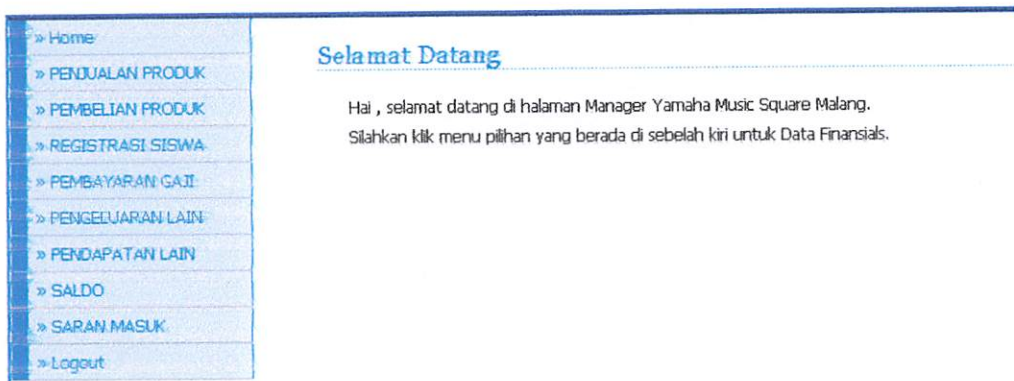 » Home
» PENJUALAN PRODUK
» PEMBELIAN PRODUK
» REGISTRASI SISWA
» PEMBAYARAN GAJI
» PENGELUARAN LAIN
» PENDAPATAN LAIN
» SALDO
» SARAN MASUK
» Logout
Selamat Datang
Hai , selamat datang di halaman Manager Yamaha Music Square Malang.
Silahkan klik menu pilihan yang berada di sebelah kiri untuk Data Finansials.